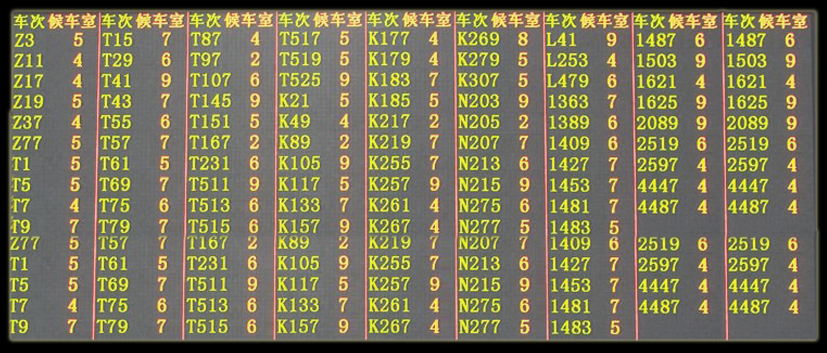 车次 候车室 车次 候车室 车次 候车室 车次 候车室 车次 候车室 车次 候车室 车次 候车室 车次 候车室 车次 候车室
Z3 5 T15 7 T87 4 T517 5 K177 4 K269 8 L41 9 1487 6 1487 6
Z11 4 T29 6 T97 2 T519 5 K179 4 K279 5 L253 4 1503 9 1503 9
Z17 4 T41 9 T107 6 T525 9 K183 7 K307 5 L479 6 1621 4 1621 4
Z19 5 T43 7 T145 9 K21 5 K185 5 N203 9 1363 7 1625 9 1625 9
Z37 4 T55 6 T151 5 K49 4 K217 2 N205 2 1389 6 2089 9 2089 9
Z77 5 T57 7 T167 2 K89 2 K219 7 N207 7 1409 6 2519 6 2519 6
T1 5 T61 5 T231 6 K105 9 K255 7 N213 6 1427 7 2597 4 2597 4
T5 5 T69 7 T511 9 K117 5 K257 9 N215 9 1453 7 4447 4 4447 4
T7 4 T75 6 T513 6 K133 7 K261 4 N275 6 1481 7 4487 4 4487 4
T9 7 T79 7 T515 6 K157 9 K267 4 N277 5 1483 5
Z77 5 T57 7 T167 2 K89 2 K219 7 N207 7 1409 6 2519 6 2519 6
T1 5 T61 5 T231 6 K105 9 K255 7 N213 6 1427 7 2597 4 2597 4
T5 5 T69 7 T511 9 K117 5 K257 9 N215 9 1453 7 4447 4 4447 4
T7 4 T75 6 T513 6 K133 7 K261 4 N275 6 1481 7 4487 4 4487 4
T9 7 T79 7 T515 6 K157 9 K267 4 N277 5 1483 5